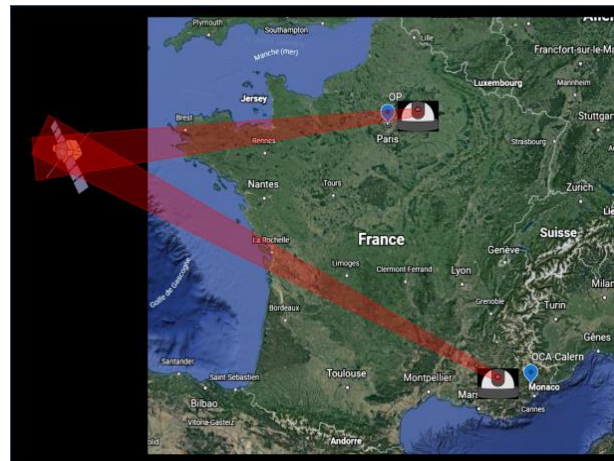 Plymouth
Southampton
Lille
Manche (mer)
Francfort-sur-le-M
Luxembourg
Mannheim
Jersey
OP
Stuttgart
Brest
Paris
Rennes
Strasbourg
Nantes
Tours
Zurich
La Rochelle
France
Suisse
Genève
Limoges
Clermont Ferrand
Lyon
Milan
Golfe de Gascogne
Grenoble
Turin
Bordeaux
Gênes
OCA-Calern
Santander
Saint-Sébastien
Toulouse
Montpellier
Monaco
Bilbao
Mars
Cannes
Vitoria-Gasteiz
Andorre